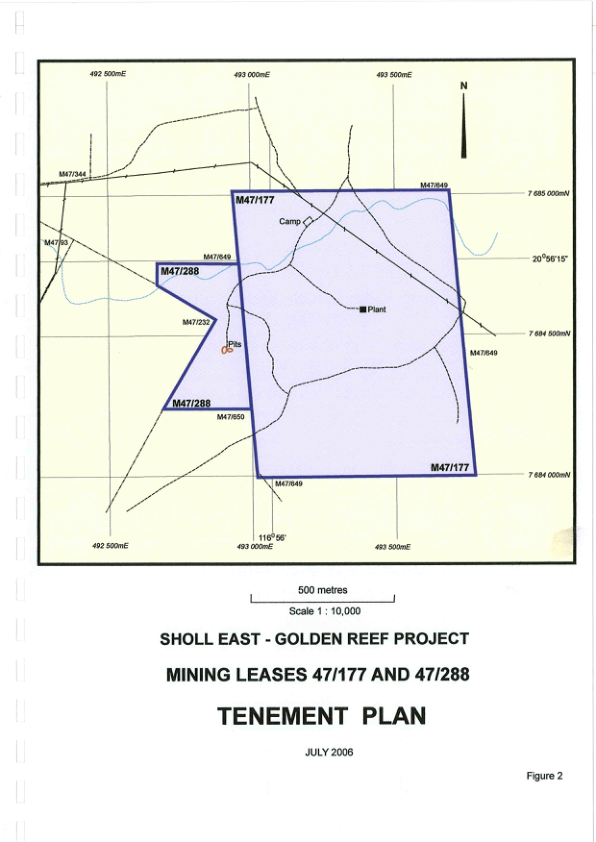 492 500mE
493 000mE
493 500mE
N
M47/344
M47/649
7 685 000mN
M47/177
Camp
M47/93
M47/649
20°56'15"
M47/288
Plant
M47/232
7 684 500mN
Pits
M47/649
M47/288
M47/650
M47/177
7 684 000mN
M47/649
116°56'
492 500mE
493 000mE
493 500mE
500 metres
Scale 1 : 10,000
SHOLL EAST - GOLDEN REEF PROJECT
MINING LEASES 47/177 AND 47/288
TENEMENT PLAN
JULY 2006
Figure 2